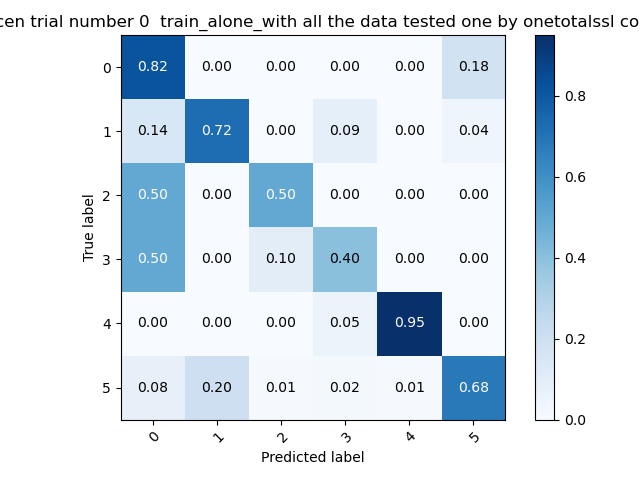 cen trial number 0 train_alone_with all the data tested one by onetotalssl co
0 0.82 0.00 0.00 0.00 0.00 0.18
1 0.14 0.72 0.00 0.09 0.00 0.04
2 0.50 0.00 0.50 0.00 0.00 0.00
3 0.50 0.00 0.10 0.40 0.00 0.00
4 0.00 0.00 0.00 0.05 0.95 0.00
5 0.08 0.20 0.01 0.02 0.01 0.68
0 1 2 3 4 5
True label
Predicted label
0.8
0.6
0.4
0.2
0.0